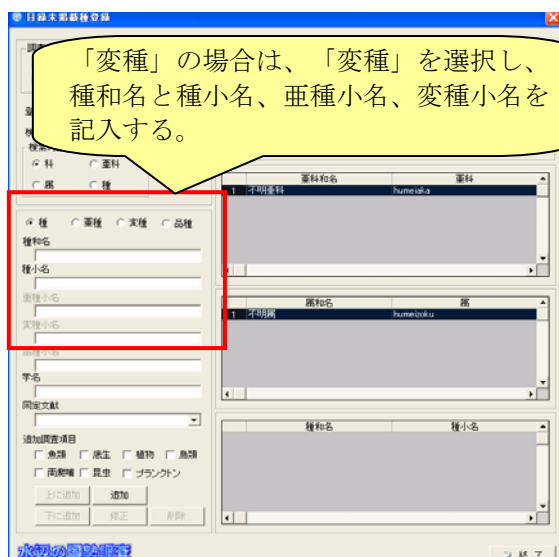 目録未掲載種登録
「変種」の場合は、「変種」を選択し、
種和名と種小名、亜種小名、変種小名を
記入する。
科 亜科
属 種
亜科和名 亜科
1 不明亜科 humeiaka
種 亜種 変種 品種
種和名
種小名
亜種小名
変種小名
品種小名
学名
同定文献
属和名 属
1 不明属 humeizoku
種和名 種小名
追加調査項目
魚類 底生 植物 鳥類
両爬哺 昆虫 プランクトン
上に追加 追加
下に追加 修正 削除
水辺の国勢調査
終了